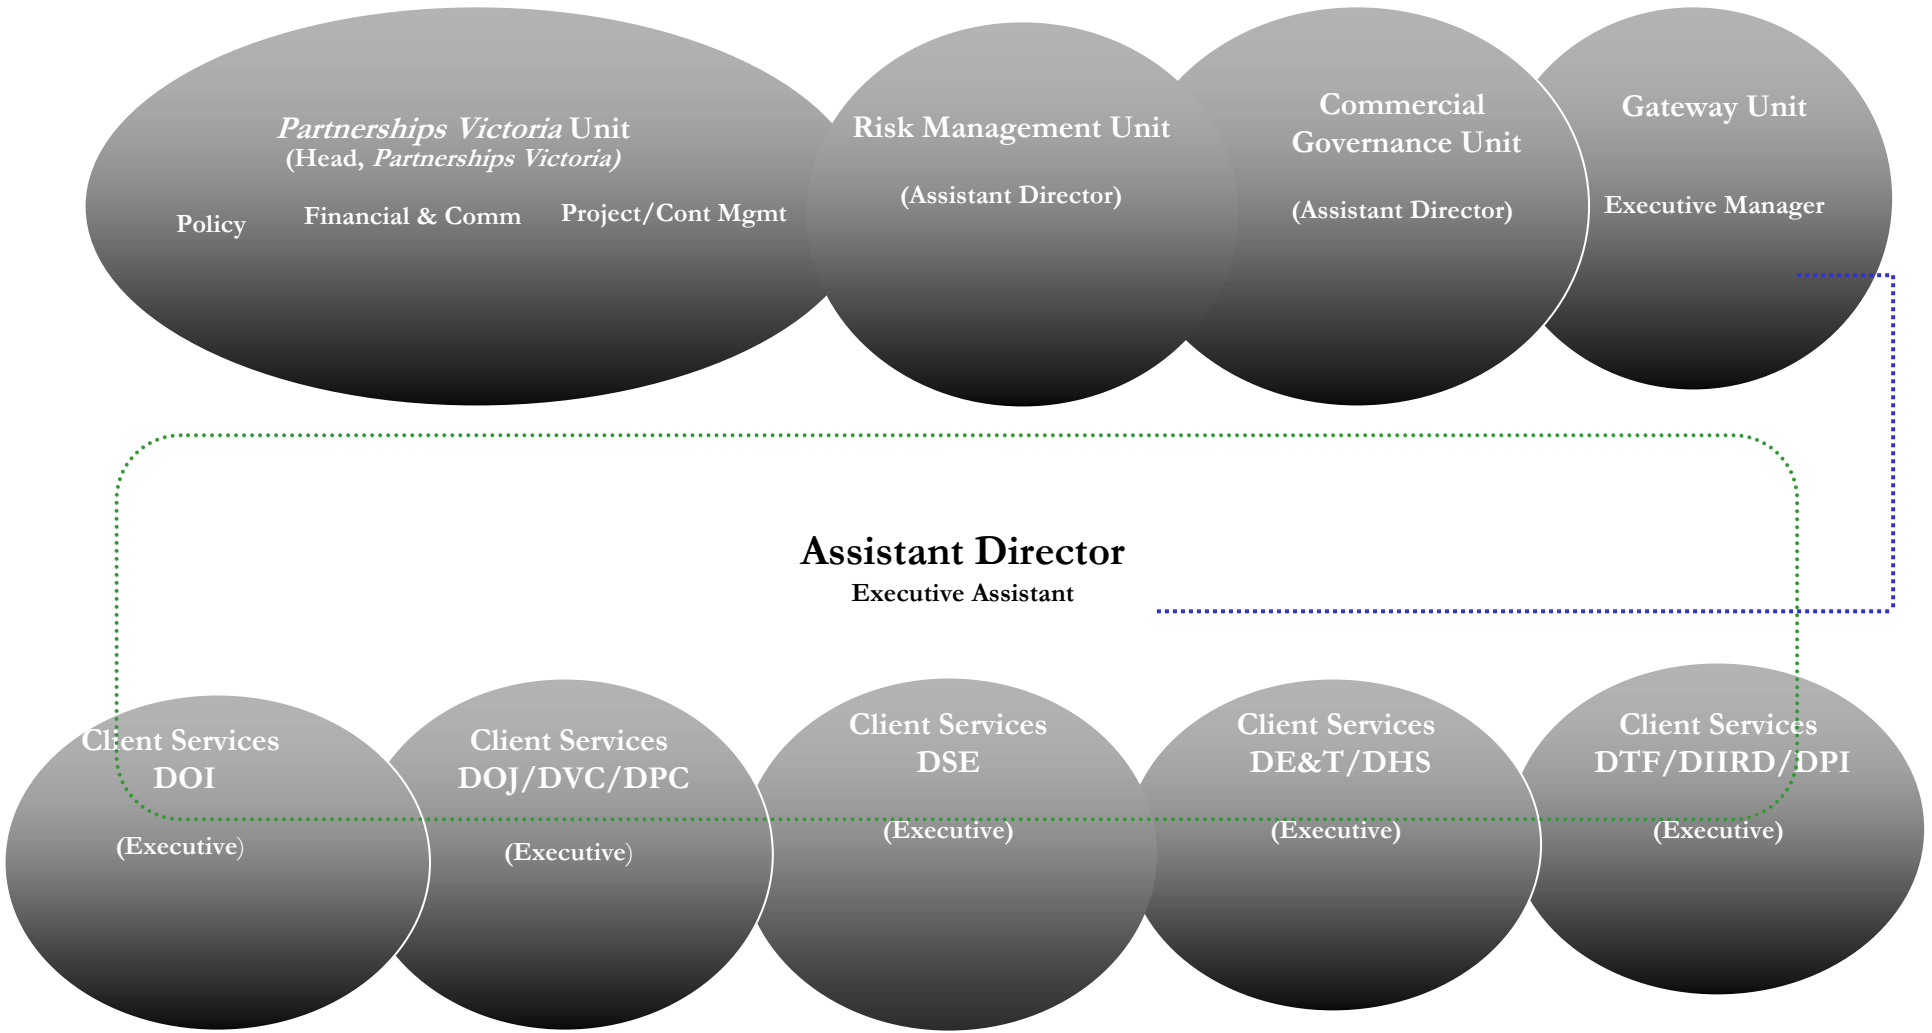 Partnerships Victoria Unit
(Head, Partnerships Victoria)
Policy
Financial & Comm
Project/Cont Mgmt
Risk Management Unit
(Assistant Director)
Commercial
Governance Unit
(Assistant Director)
Gateway Unit
Executive Manager
Assistant Director
Executive Assistant
Client Services
DOI
(Executive)
Client Services
DOJ/DVC/DPC
(Executive)
Client Services
DSE
(Executive)
Client Services
DE&T/DHS
(Executive)
Client Services
DTF/DIIRD/DPI
(Executive)